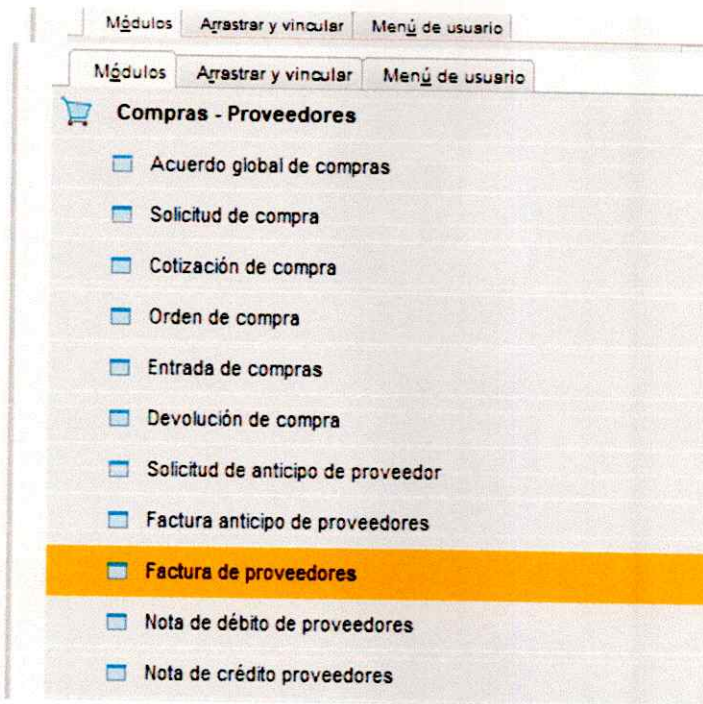 Módulos Arrastrar y vincular Menú de usuario
Módulos Arrastrar y vincular Menú de usuario
Compras - Proveedores
Acuerdo global de compras
Solicitud de compra
Cotización de compra
Orden de compra
Entrada de compras
Devolución de compra
Solicitud de anticipo de proveedor
Factura anticipo de proveedores
Factura de proveedores
Nota de débito de proveedores
Nota de crédito proveedores